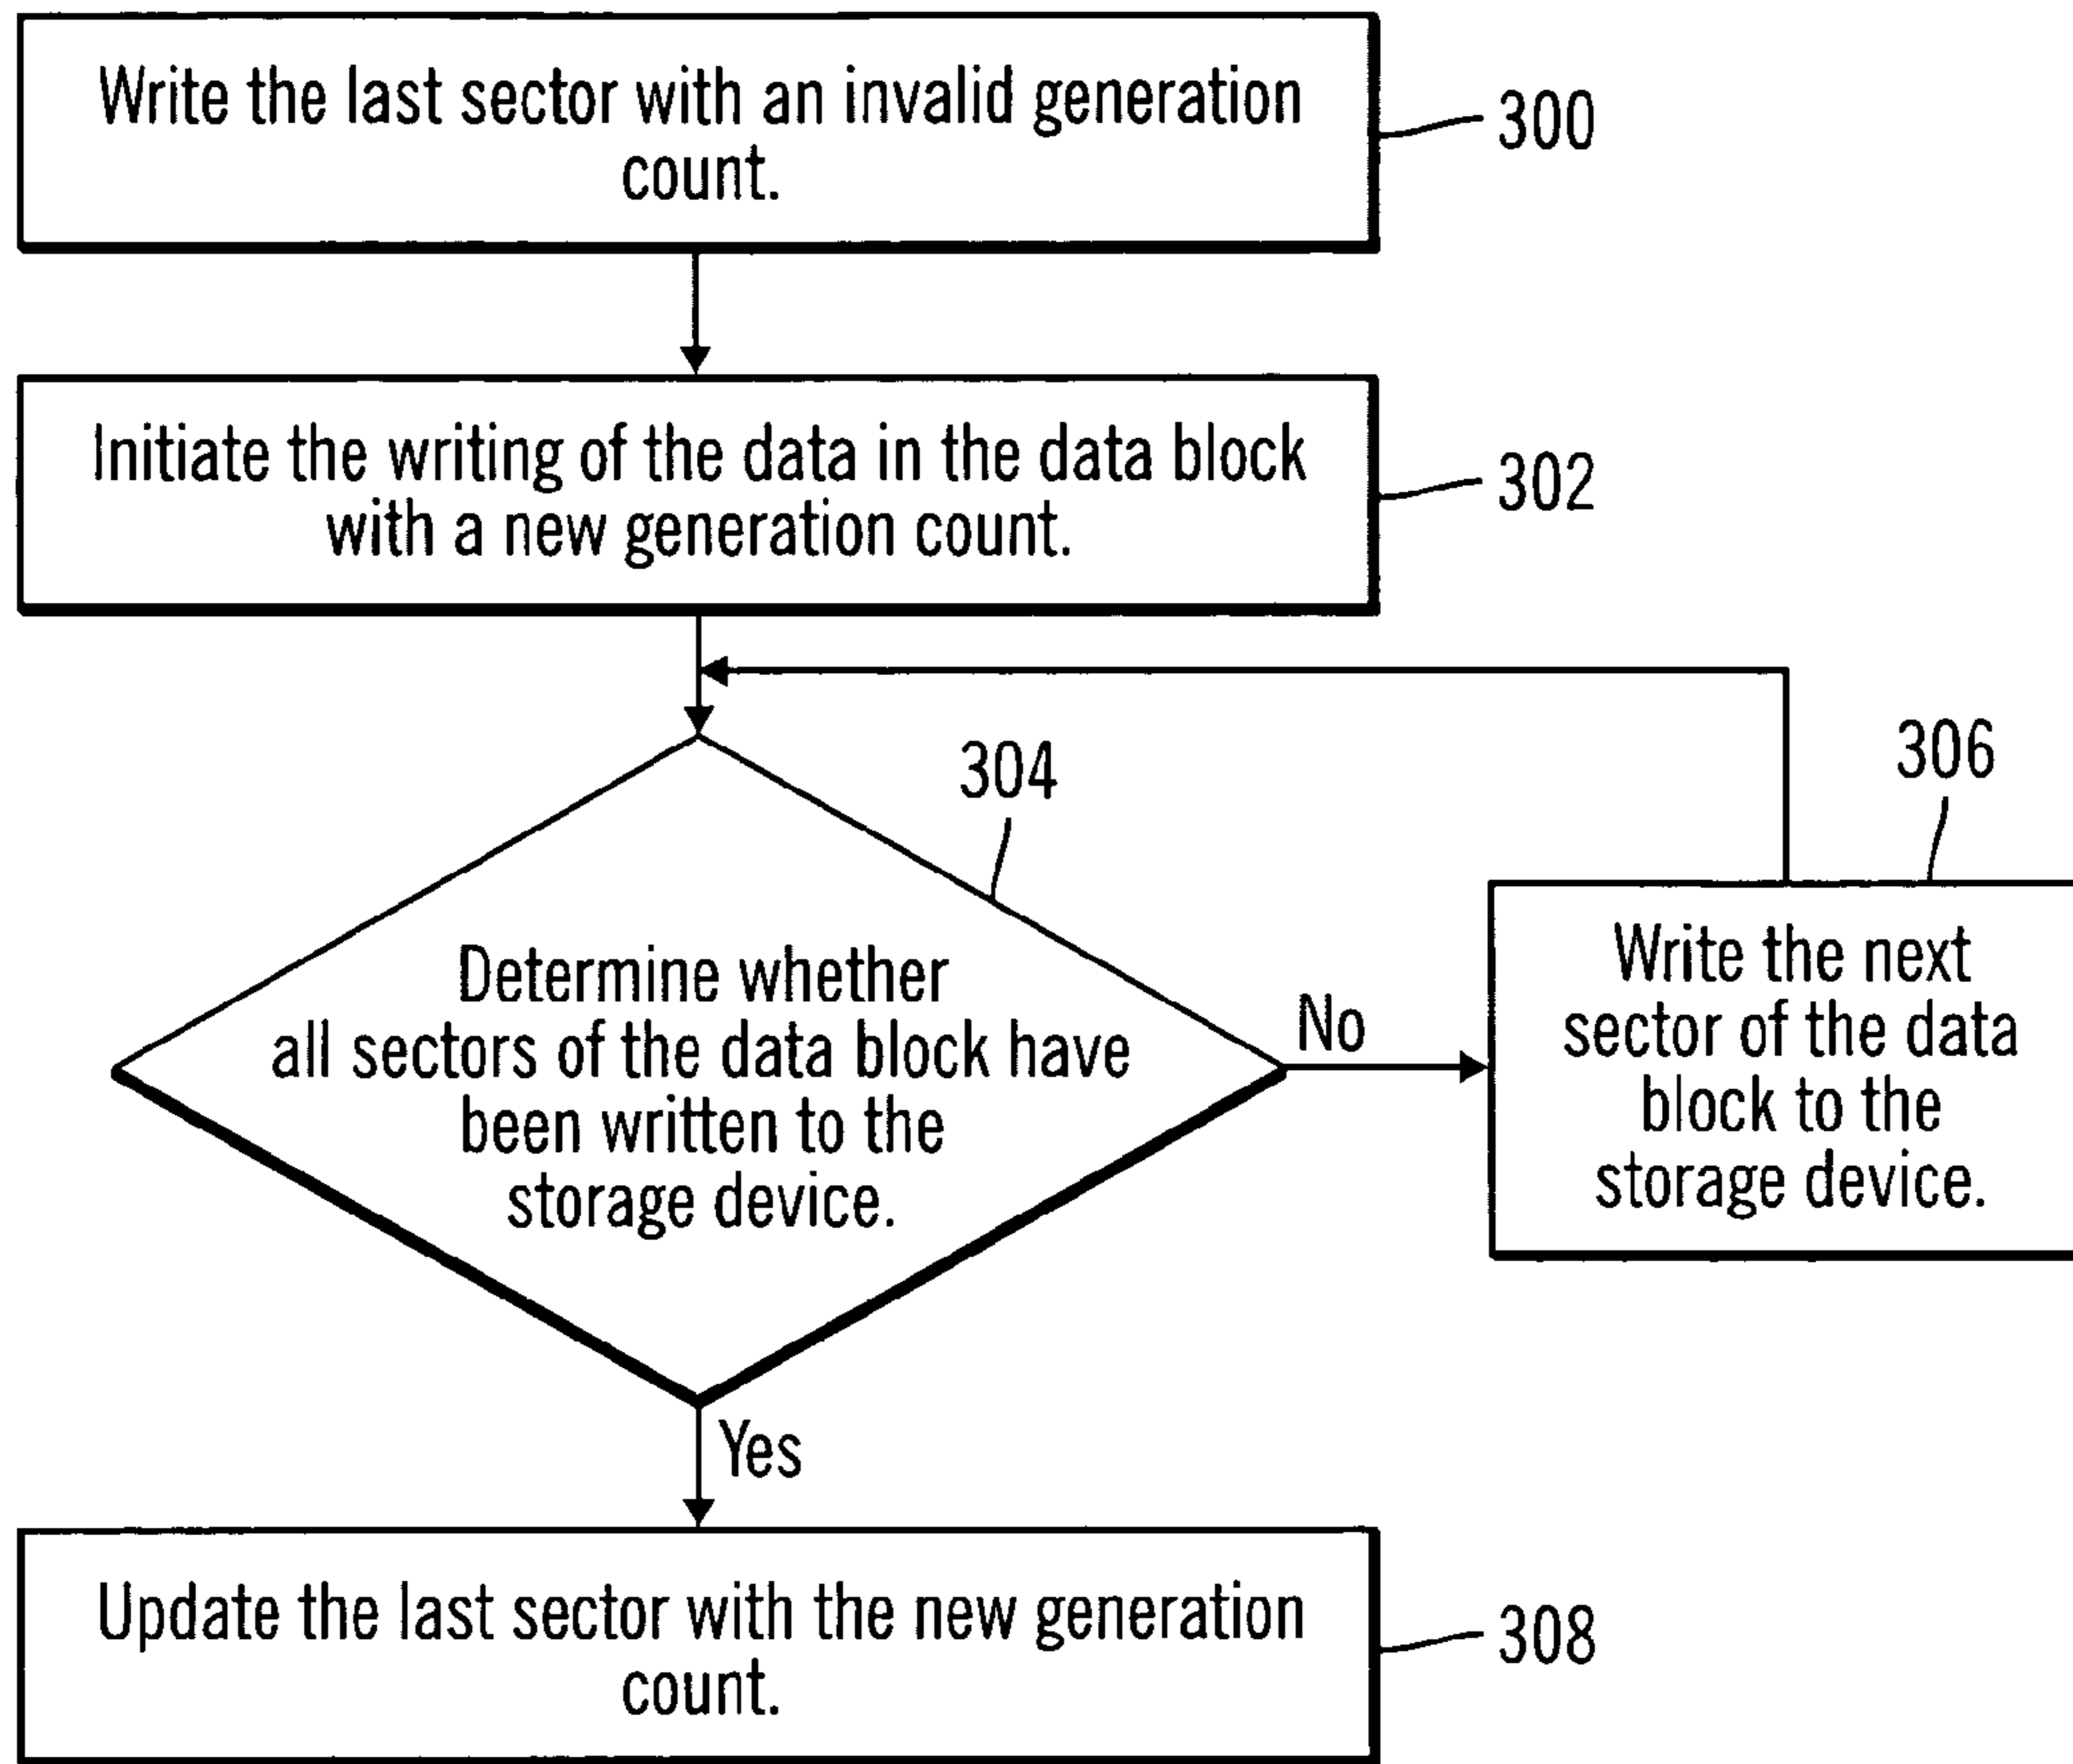 Write the last sector with an invalid generation
count.
300
Initiate the writing of the data in the data block
with a new generation count.
302
304
306
Determine whether
all sectors of the data block have
been written to the
storage device.
No
Write the next
sector of the data
block to the
storage device.
Yes
Update the last sector with the new generation
count.
308